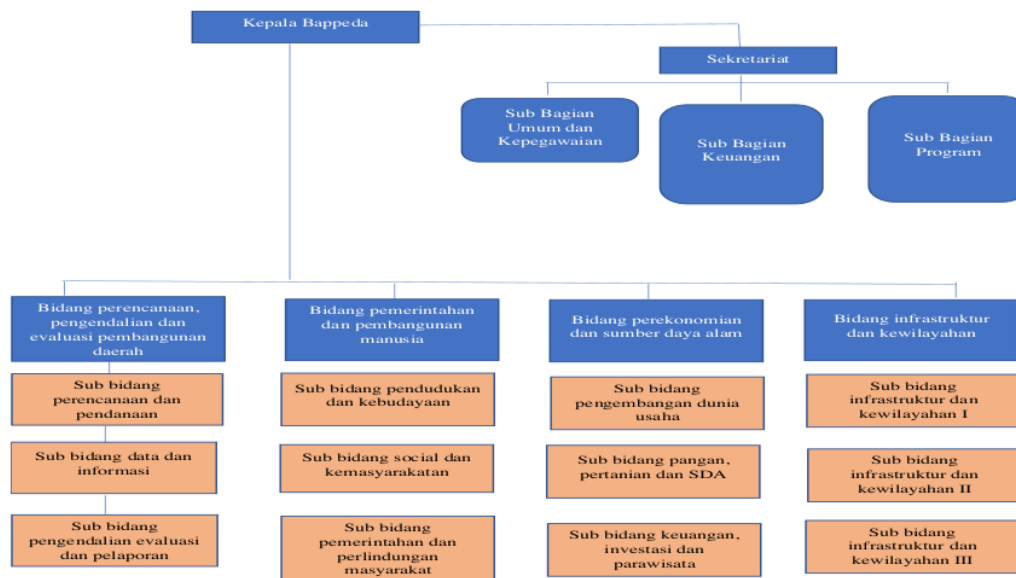 Kepala Bappeda
Sekretariat
Sub Bagian
Umum dan
Kepegawaian
Sub Bagian
Keuangan
Sub Bagian
Program
Bidang perencanaan,
pengendalian dan
evaluasi pembangunan
daerah
Bidang pemerintahan
dan pembangunan
manusia
Bidang perekonomian
dan sumber daya alam
Bidang infrastruktur
dan kewilayahan
Sub bidang
perencanaan dan
pendanaan
Sub bidang pendudukan
dan kebudayaan
Sub bidang
pengembangan dunia
usaha
Sub bidang
infrastruktur dan
kewilayahan I
Sub bidang data dan
informasi
Sub bidang social dan
kemasyarakatan
Sub bidang pangan,
pertanian dan SDA
Sub bidang
infrastruktur dan
kewilayahan II
Sub bidang
pengendalian evaluasi
dan pelaporan
Sub bidang
pemerintahan dan
perlindungan
masyarakat
Sub bidang keuangan,
investasi dan
parawisata
Sub bidang
infrastruktur dan
kewilayahan III